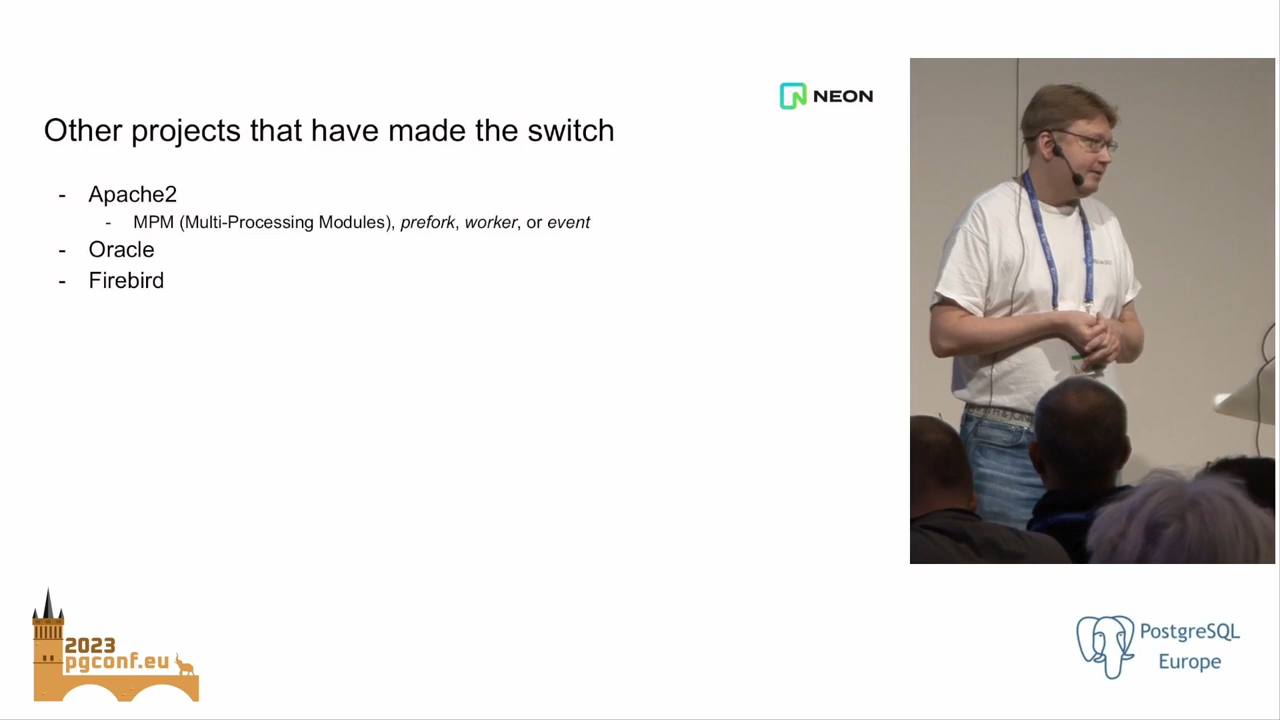 NEON
Other projects that have made the switch
- Apache2
- MPM (Multi-Processing Modules), prefork, worker, or event
- Oracle
- Firebird
2023
pgconf.eu
PostgreSQL
Europe